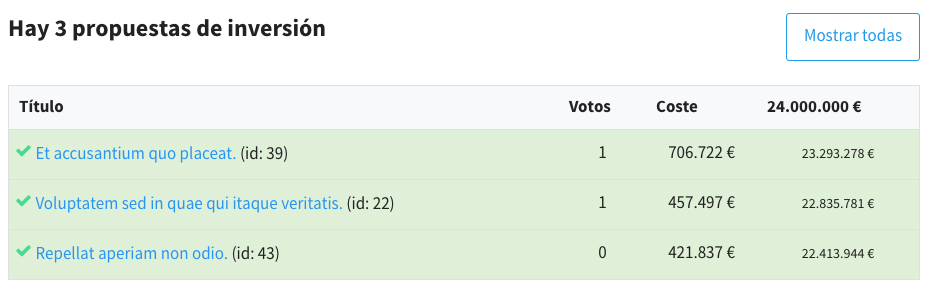 Hay 3 propuestas de inversión
Mostrar todas
Título Votos Coste 24.000.000 €
Et accusantium quo placeat. (id: 39) 1 706.722 € 23.293.278 €
Voluptatem sed in quae qui itaque veritatis. (id: 22) 1 457.497 € 22.835.781 €
Repellat aperiam non odio. (id: 43) 0 421.837 € 22.413.944 €